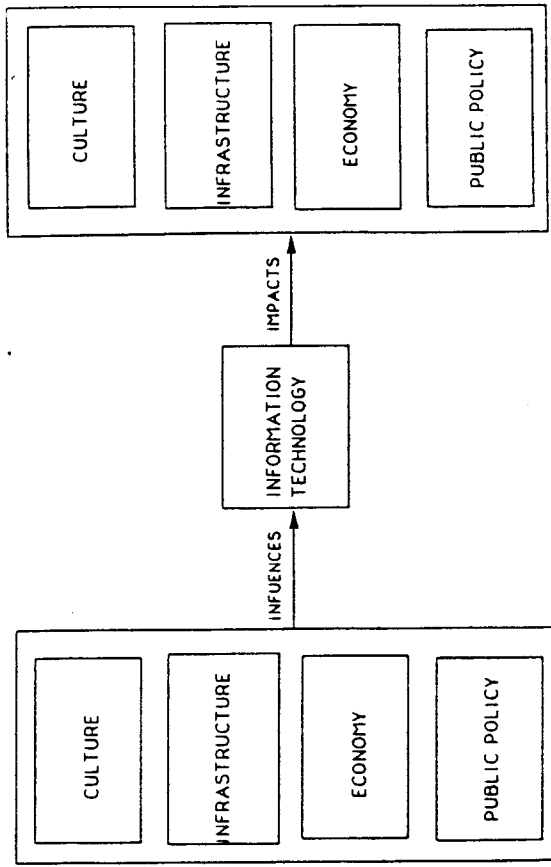 CULTURE
INFRASTRUCTURE
ECONOMY
PUBLIC POLICY
INFUENCES
INFORMATION
TECHNOLOGY
IMPACTS
CULTURE
INFRASTRUCTURE
ECONOMY
PUBLIC POLICY